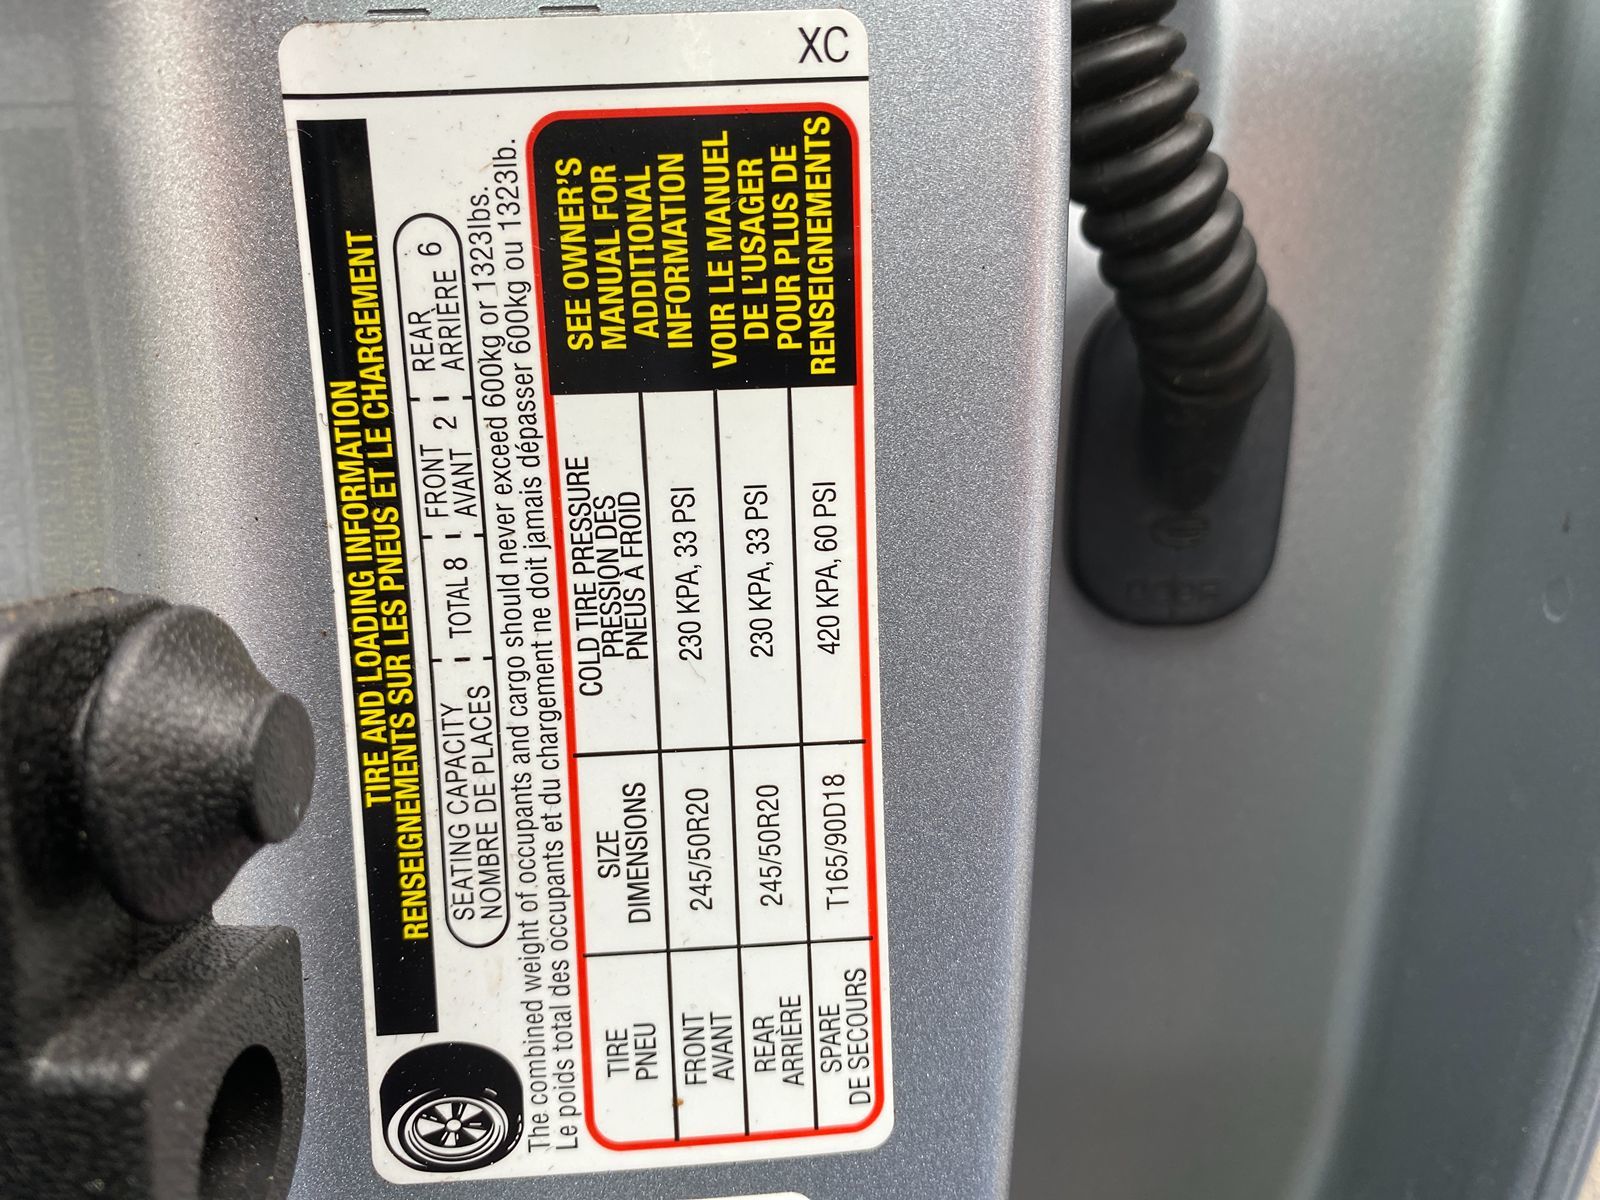 XC
TIRE AND LOADING INFORMATION
RENSEIGNEMENTS SUR LES PNEUS ET LE CHARGEMENT
SEATING CAPACITY
NOMBRE DE PLACES
TOTAL 8
FRONT
AVANT 2
REAR
ARRIÈRE 6
The combined weight of occupants and cargo should never exceed 600kg or 1323lbs.
Le poids total des occupants et du chargement ne doit jamais dépasser 600kg ou 1323lb.
TIRE
PNEU
SIZE
DIMENSIONS
COLD TIRE PRESSURE
PRESSION DES
PNEUS À FROID
FRONT
AVANT
245/50R20
230 KPA, 33 PSI
REAR
ARRIÈRE
245/50R20
230 KPA, 33 PSI
SPARE
DE SECOURS
T165/90D18
420 KPA, 60 PSI
SEE OWNER'S
MANUAL FOR
ADDITIONAL
INFORMATION
VOIR LE MANUEL
DE L'USAGER
POUR PLUS DE
RENSEIGNEMENTS